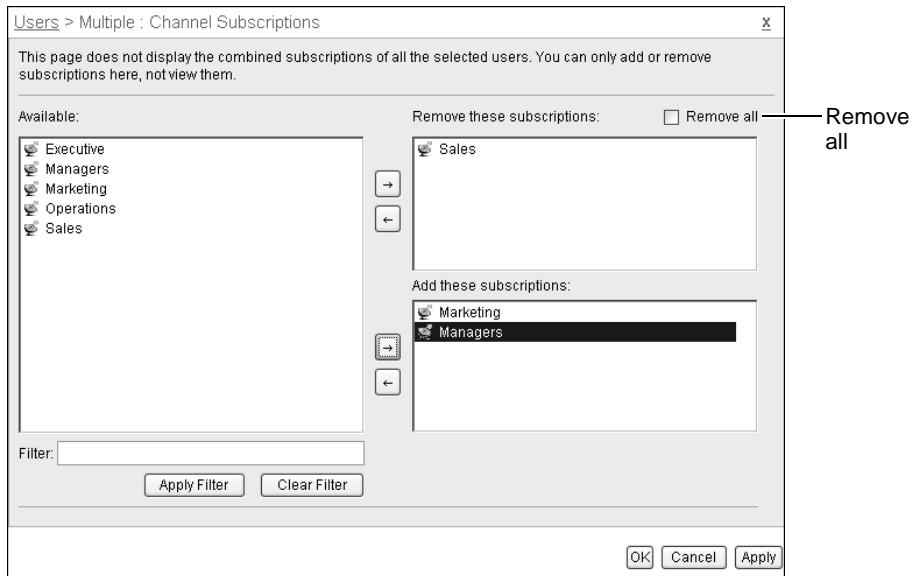 Users > Multiple : Channel Subscriptions
x
This page does not display the combined subscriptions of all the selected users. You can only add or remove
subscriptions here, not view them.
Available:
Executive
Managers
Marketing
Operations
Sales
→
←
→
←
Remove these subscriptions:
Remove all
Sales
Add these subscriptions:
Marketing
Managers
Filter:
Apply Filter
Clear Filter
OK
Cancel
Apply
Remove
all